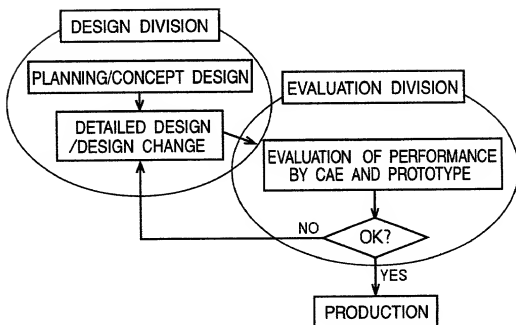 DESIGN DIVISION
PLANNING/CONCEPT DESIGN
EVALUATION DIVISION
DETAILED DESIGN
/DESIGN CHANGE
EVALUATION OF PERFORMANCE
BY CAE AND PROTOTYPE
NO
OK?
YES
PRODUCTION